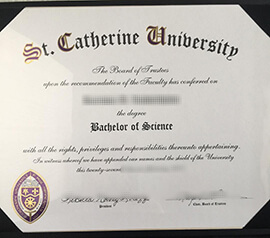 St. Catherine University
The Board of Trustees
upon the recommendation of the Faculty has conferred on
the degree
Bachelor of Science
with all the rights, privileges and responsibilities thereunto appertaining.
In witness whereof we have appended our names and the shield of the University
this twenty-
President
Chair, Board of Trustees